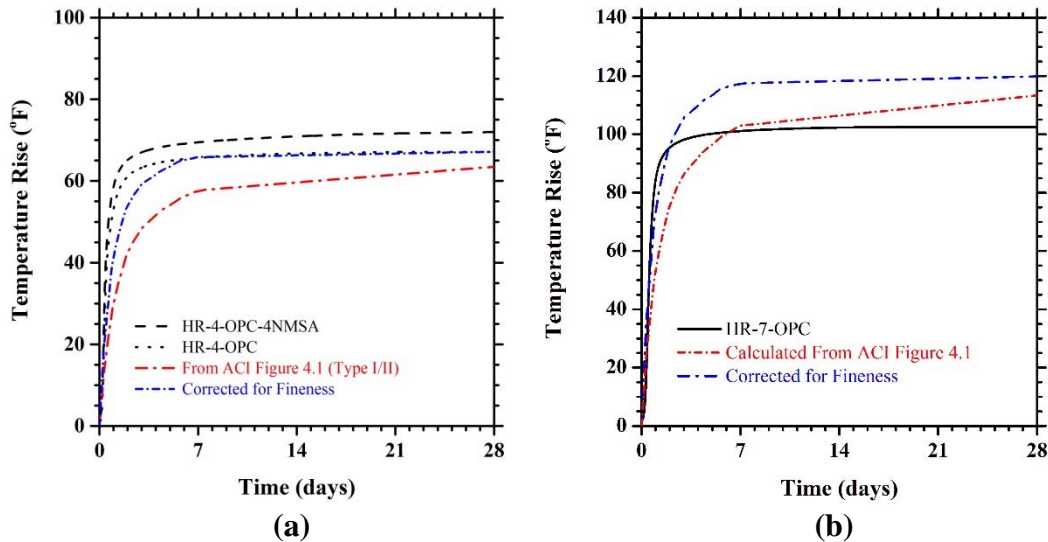 100
80
60
40
20
0
Temperature Rise (°F)
HR-4-OPC-4NMSA
HR-4-OPC
From ACI Figure 4.1 (Type I/II)
Corrected for Fineness
0 7 14 21 28
Time (days)
(a)
140
120
100
80
60
40
20
0
Temperature Rise (°F)
HR-7-OPC
Calculated From ACI Figure 4.1
Corrected for Fineness
0 7 14 21 28
Time (days)
(b)